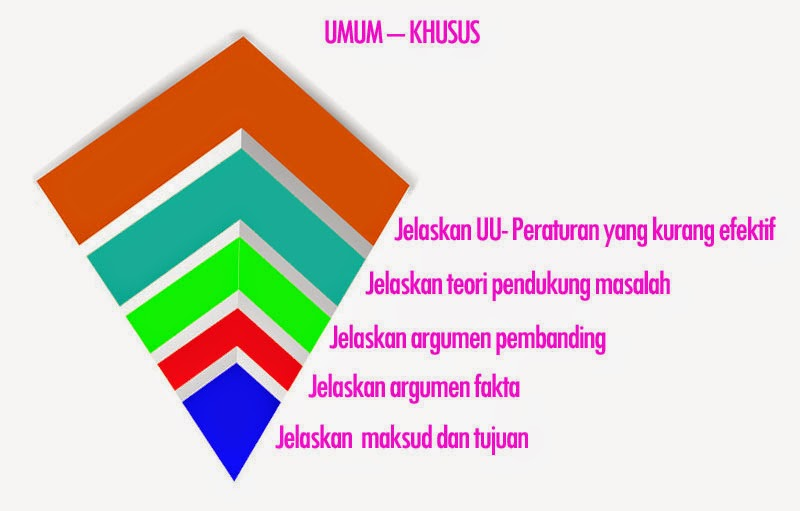 UMUM – KHUSUS
Jelaskan UU- Peraturan yang kurang efektif
Jelaskan teori pendukung masalah
Jelaskan argumen pembanding
Jelaskan argumen fakta
Jelaskan maksud dan tujuan